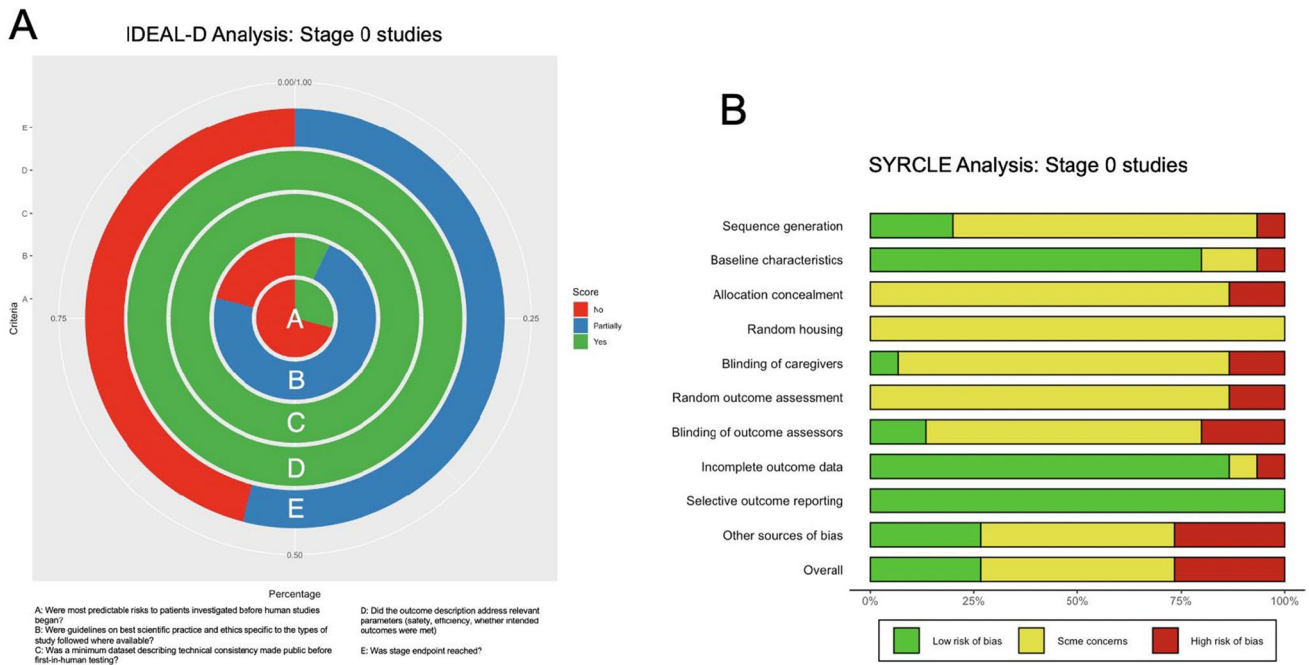 A
IDEAL-D Analysis: Stage 0 studies
0.00/1.00
E
D
C
B
A
Criteria
0.75
0.25
0.50
A
B
C
D
E
Score
No
Partially
Yes
Percentage
A: Were most predictable risks to patients investigated before human studies
began?
B: Were guidelines on best scientific practice and ethics specific to the types of
study followed where available?
C: Was a minimum dataset describing technical consistency made public before
first-in-human testing?
D: Did the outcome description address relevant
parameters (safety, efficiency, whether intended
outcomes were met)
E: Was stage endpoint reached?
B
SYRCLE Analysis: Stage 0 studies
Sequence generation
Baseline characteristics
Allocation concealment
Random housing
Blinding of caregivers
Random outcome assessment
Blinding of outcome assessors
Incomplete outcome data
Selective outcome reporting
Other sources of bias
Overall
0%
25%
50%
75%
100%
Low risk of bias
Scme concerns
High risk of bias